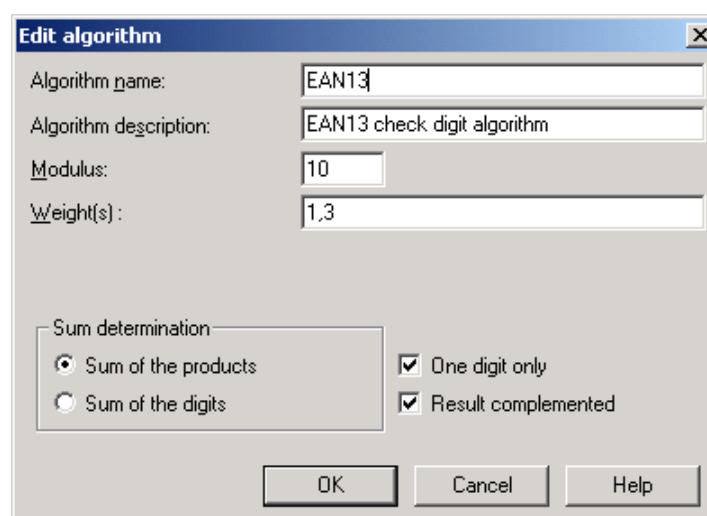 Edit algorithm
Algorithm name: EAN13
Algorithm description: EAN13 check digit algorithm
Modulus: 10
Weight(s) : 1,3
Sum determination
Sum of the products
One digit only
Sum of the digits
Result complemented
OK Cancel Help